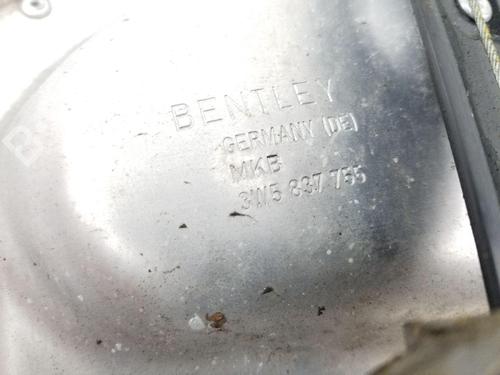 BENTLEY
GERMANY (DE)
MKB
3W5 837 755